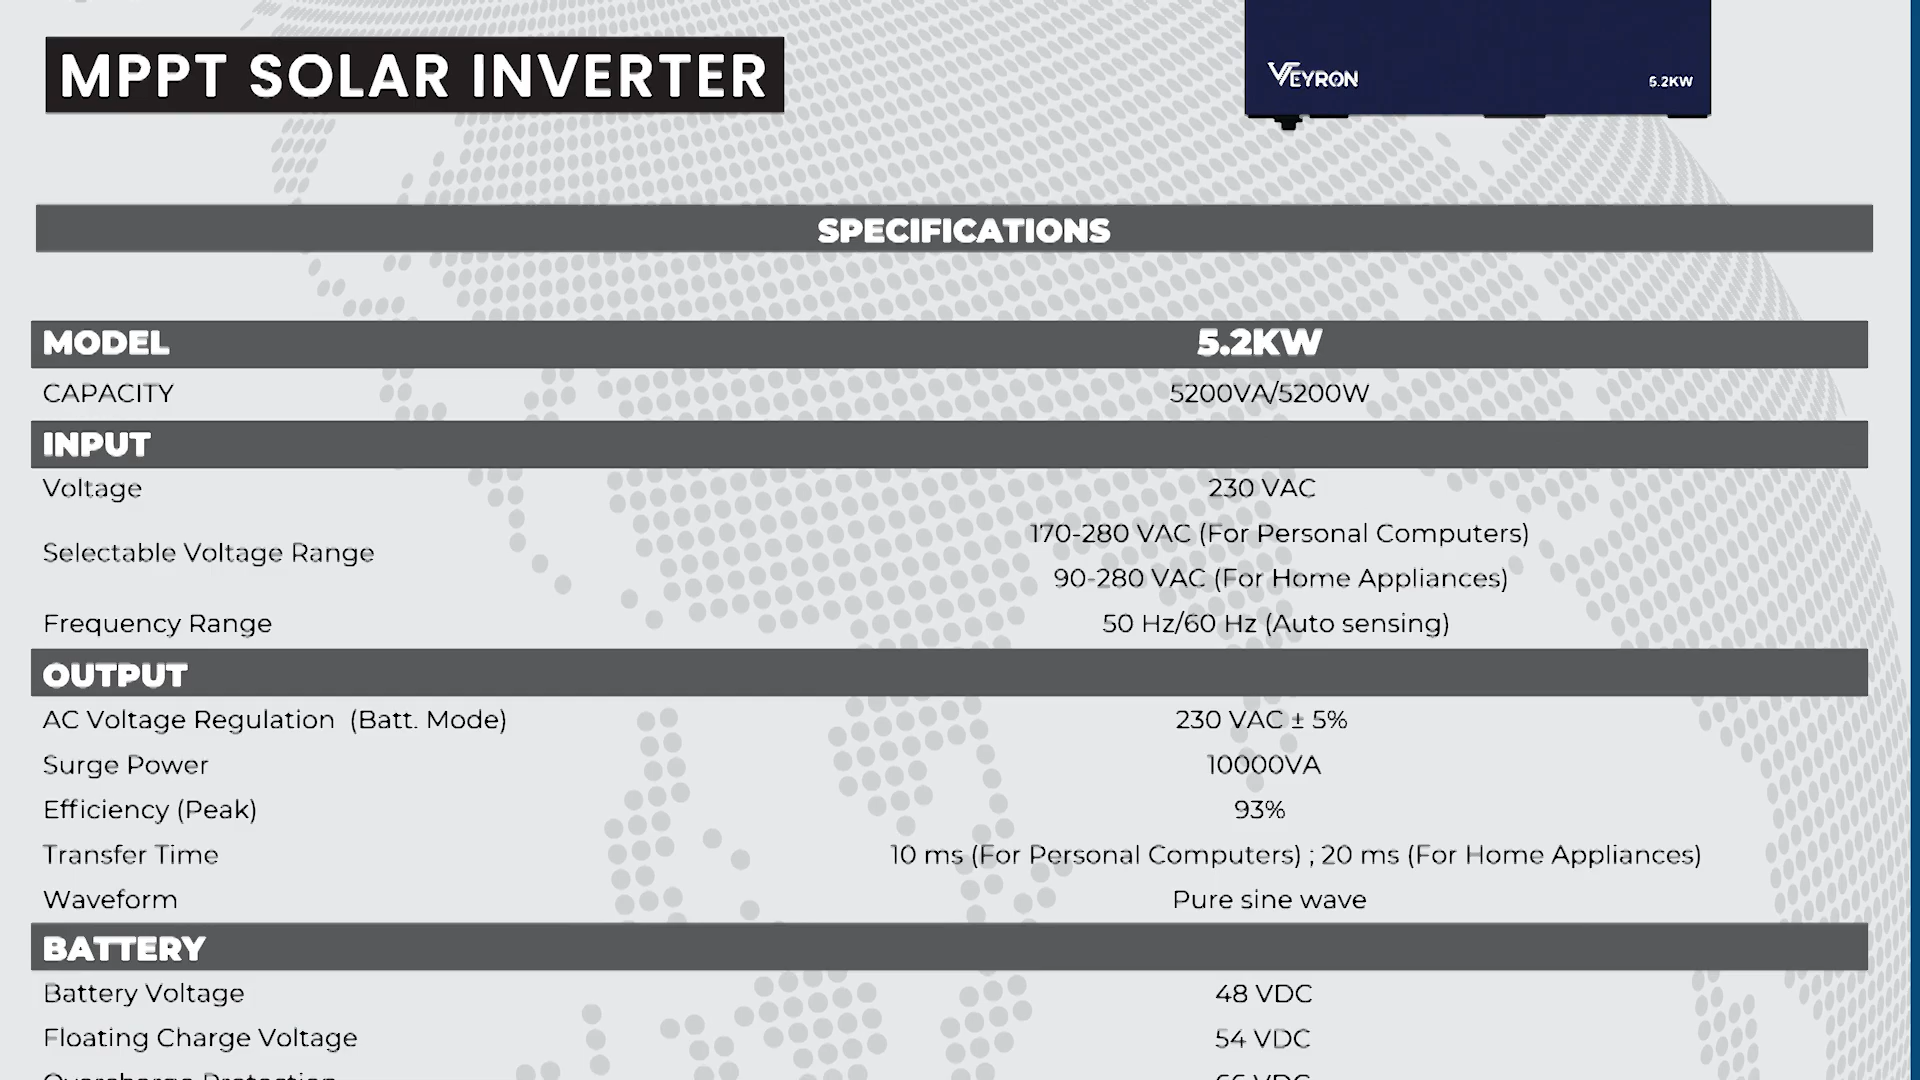 MPPT SOLAR INVERTER
VEYRON
5.2KW
SPECIFICATIONS
MODEL 5.2KW
CAPACITY 5200VA/5200W
INPUT
Voltage 230 VAC
Selectable Voltage Range 170-280 VAC (For Personal Computers)
90-280 VAC (For Home Appliances)
Frequency Range 50 Hz/60 Hz (Auto sensing)
OUTPUT
AC Voltage Regulation (Batt. Mode) 230 VAC ± 5%
Surge Power 10000VA
Efficiency (Peak) 93%
Transfer Time 10 ms (For Personal Computers) ; 20 ms (For Home Appliances)
Waveform Pure sine wave
BATTERY
Battery Voltage 48 VDC
Floating Charge Voltage 54 VDC
Overcharge Protection